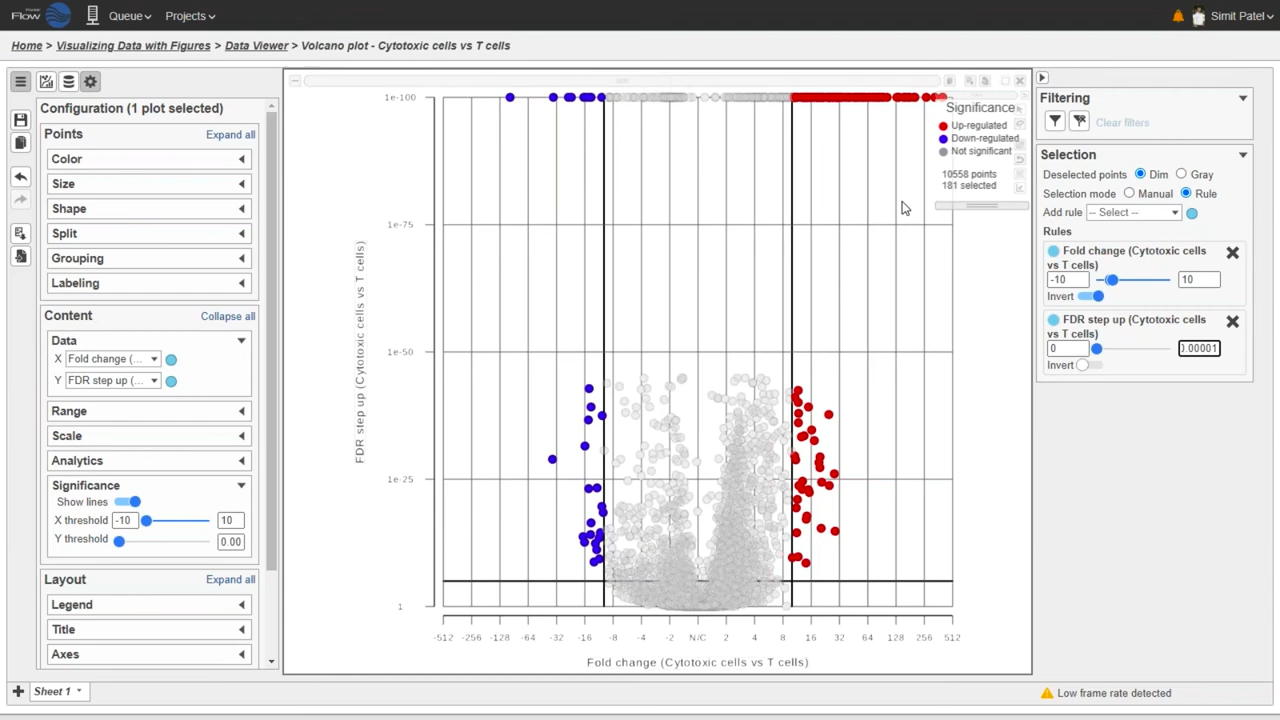 Flow
Queue
Projects
Simit Patel
Home > Visualizing Data with Figures > Data Viewer > Volcano plot - Cytotoxic cells vs T cells
Configuration (1 plot selected)
Points
Expand all
Color
Size
Shape
Split
Grouping
Labeling
Content
Collapse all
Data
X Fold change (...
Y FDR step up (...
Range
Scale
Analytics
Significance
Show lines
X threshold -10 10
Y threshold 0.00
Layout
Expand all
Legend
Title
Axes
Sheet 1
1e-100
1e-75
1e-50
1e-25
1
FDR step up (Cytotoxic cells vs T cells)
-512 -256 -128 -64 -32 -16 -8 -4 -2 N/C 2 4 8 16 32 64 128 256 512
Fold change (Cytotoxic cells vs T cells)
Significance
Up-regulated
Down-regulated
Not significant
10558 points
181 selected
Filtering
Clear filters
Selection
Deselected points Dim Gray
Selection mode Manual Rule
Add rule -- Select --
Rules
Fold change (Cytotoxic cells
vs T cells)
-10 10
Invert
FDR step up (Cytotoxic cells
vs T cells)
0 0.00001
Invert
Low frame rate detected